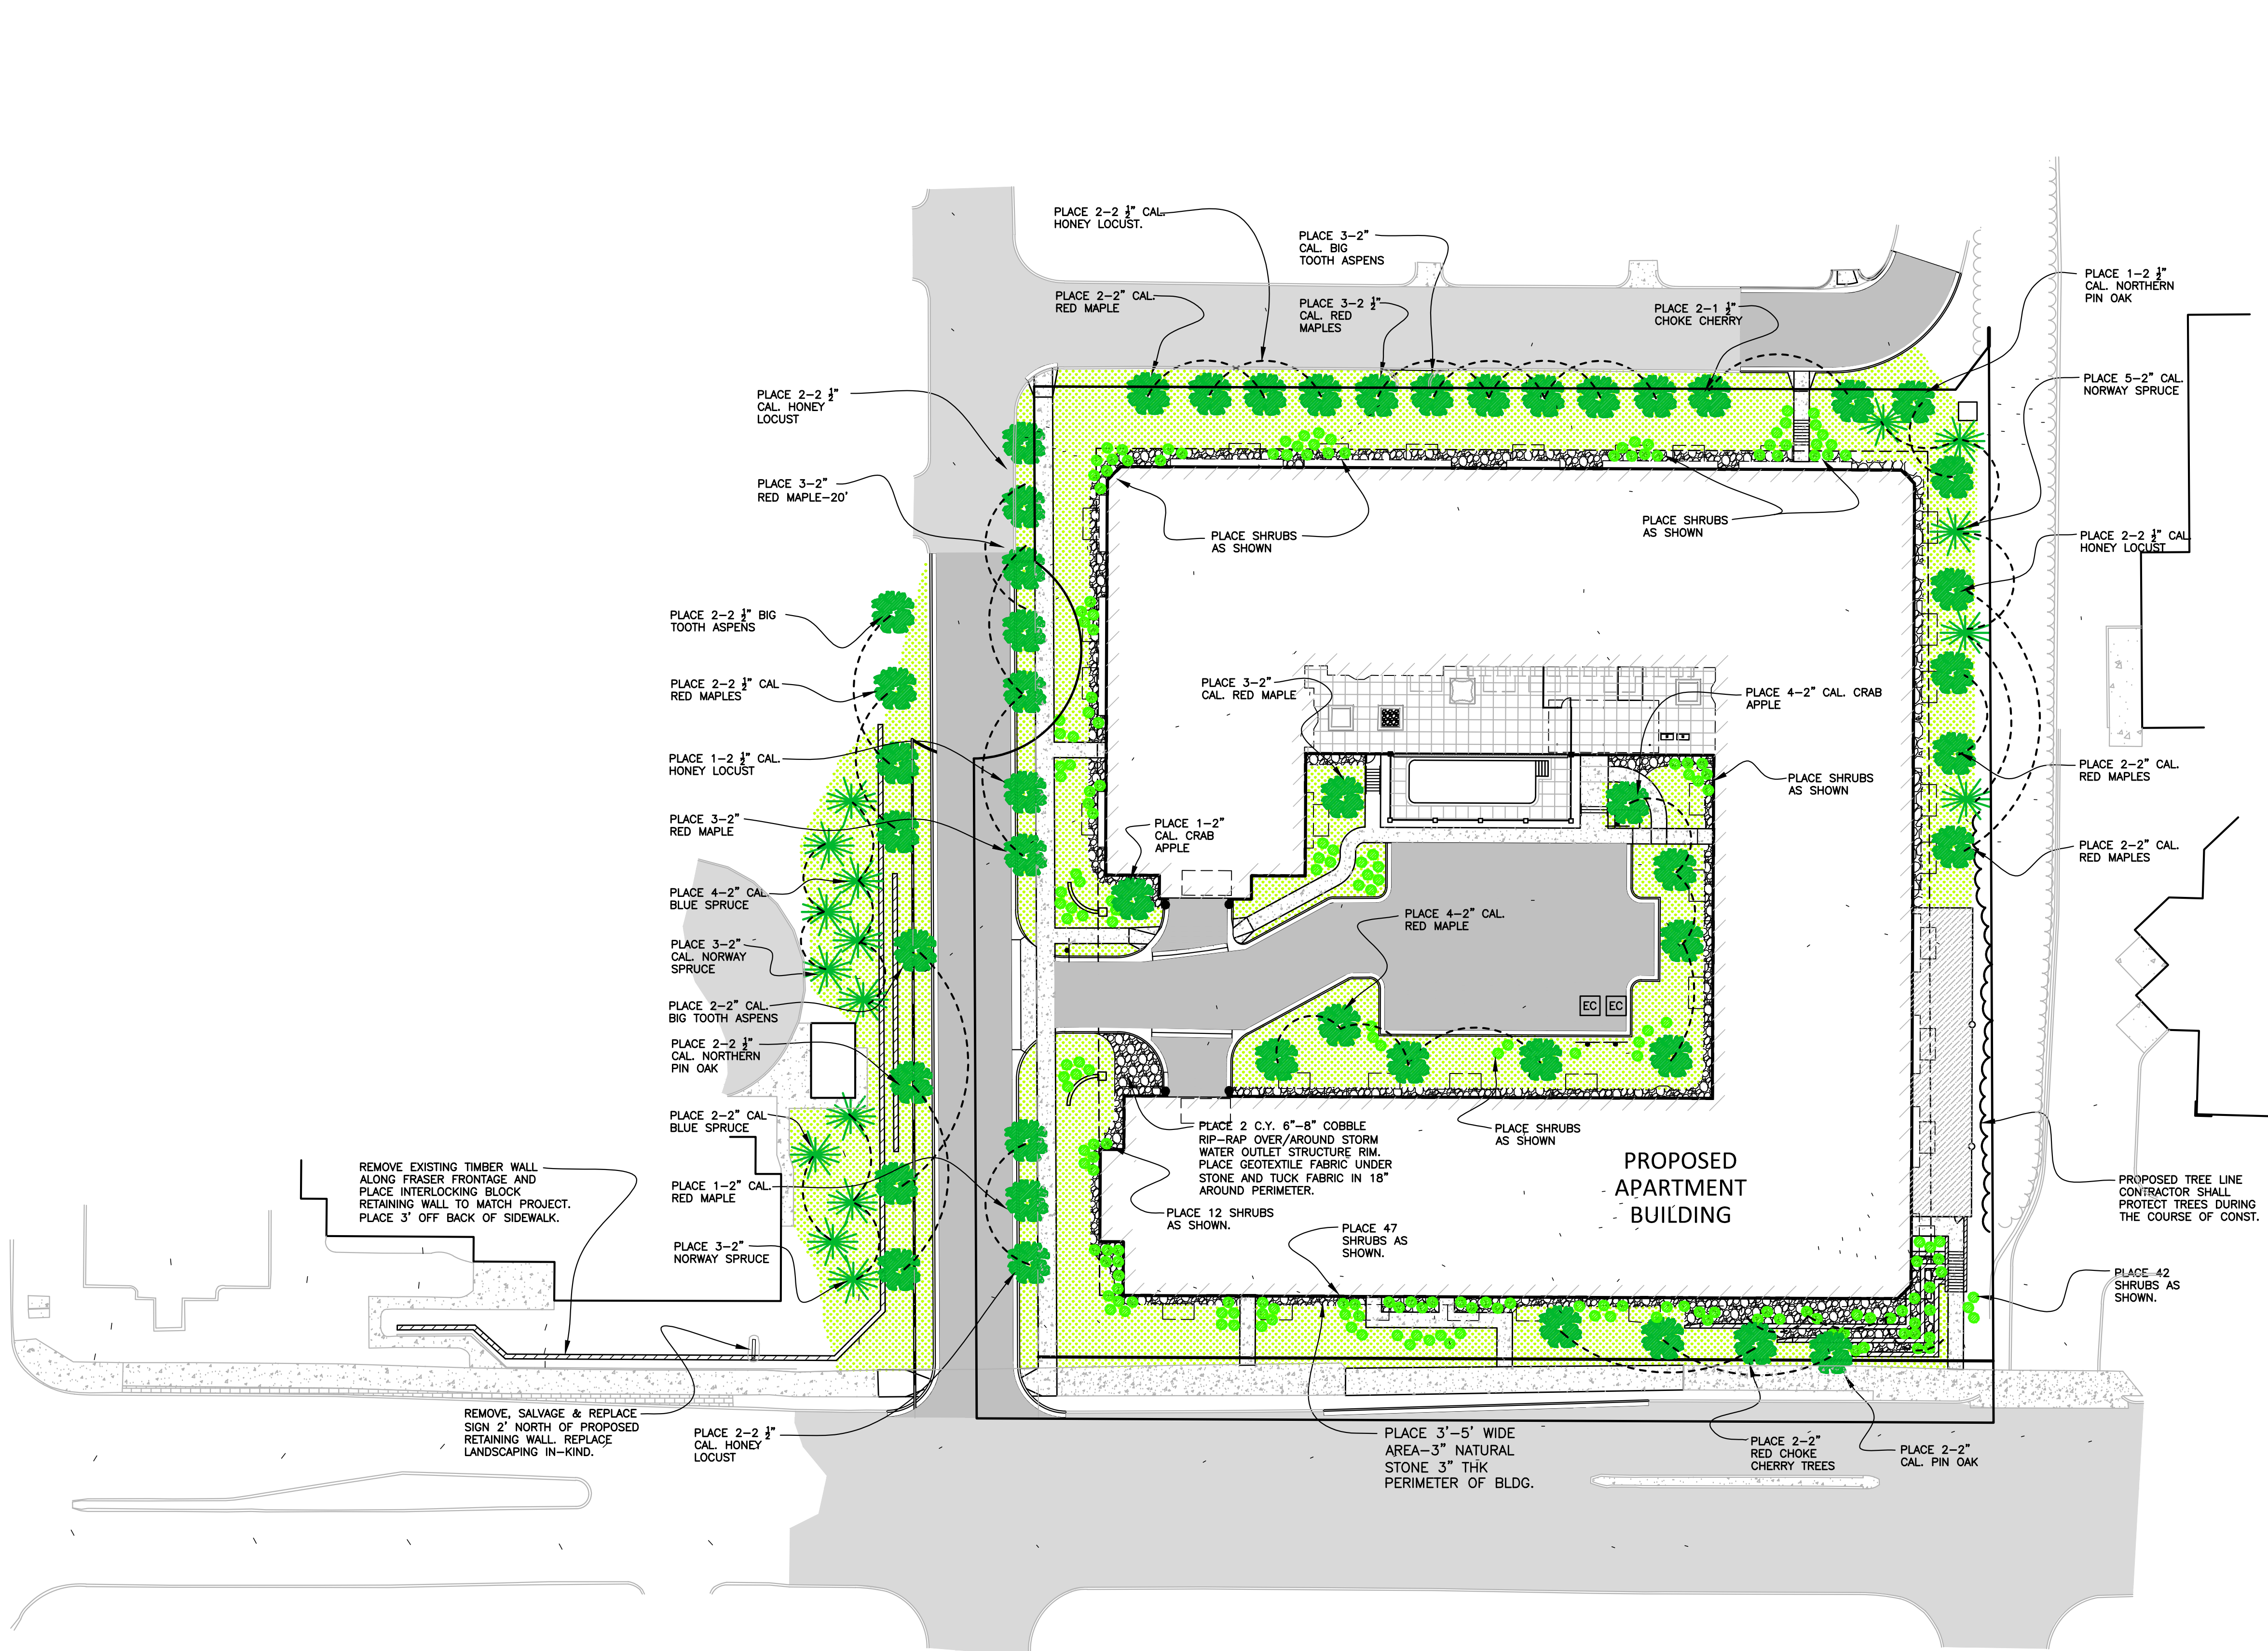 PLACE 2-2 ½" CAL.
HONEY LOCUST.
PLACE 3-2"
CAL. BIG
TOOTH ASPENS
PLACE 2-2" CAL.
RED MAPLE
PLACE 3-2 ½"
CAL. RED
MAPLES
PLACE 2-1 ½"
CHOKE CHERRY
PLACE 1-2 ½"
CAL. NORTHERN
PIN OAK
PLACE 5-2" CAL.
NORWAY SPRUCE
PLACE 2-2 ½"
CAL. HONEY
LOCUST
PLACE 3-2"
RED MAPLE-20'
PLACE SHRUBS
AS SHOWN
PLACE SHRUBS
AS SHOWN
PLACE 2-2 ½" CAL
HONEY LOCUST
PLACE 2-2 ½" BIG
TOOTH ASPENS
PLACE 2-2 ½" CAL
RED MAPLES
PLACE 3-2"
CAL. RED MAPLE
PLACE 4-2" CAL. CRAB
APPLE
PLACE 1-2 ½" CAL.
HONEY LOCUST
PLACE SHRUBS
AS SHOWN
PLACE 2-2" CAL.
RED MAPLES
PLACE 3-2"
RED MAPLE
PLACE 1-2"
CAL. CRAB
APPLE
PLACE 2-2" CAL.
RED MAPLES
PLACE 4-2" CAL
BLUE SPRUCE
PLACE 4-2" CAL.
RED MAPLE
PLACE 3-2"
CAL. NORWAY
SPRUCE
PLACE 2-2" CAL.
BIG TOOTH ASPENS
EC EC
PLACE 2-2 ½"
CAL. NORTHERN
PIN OAK
PLACE 2-2" CAL
BLUE SPRUCE
PLACE 2 C.Y. 6"-8" COBBLE
RIP-RAP OVER/AROUND STORM
WATER OUTLET STRUCTURE RIM.
PLACE GEOTEXTILE FABRIC UNDER
STONE AND TUCK FABRIC IN 18"
AROUND PERIMETER.
PLACE SHRUBS
AS SHOWN
PROPOSED
APARTMENT
BUILDING
REMOVE EXISTING TIMBER WALL
ALONG FRASER FRONTAGE AND
PLACE INTERLOCKING BLOCK
RETAINING WALL TO MATCH PROJECT.
PLACE 3' OFF BACK OF SIDEWALK.
PLACE 1-2" CAL.
RED MAPLE
PROPOSED TREE LINE
CONTRACTOR SHALL
PROTECT TREES DURING
THE COURSE OF CONST.
PLACE 12 SHRUBS
AS SHOWN.
PLACE 47
SHRUBS AS
SHOWN.
PLACE 3-2"
NORWAY SPRUCE
PLACE 42
SHRUBS AS
SHOWN.
REMOVE, SALVAGE & REPLACE
SIGN 2' NORTH OF PROPOSED
RETAINING WALL. REPLACE
LANDSCAPING IN-KIND.
PLACE 2-2 ½"
CAL. HONEY
LOCUST
PLACE 3'-5' WIDE
AREA-3" NATURAL
STONE 3" THK
PERIMETER OF BLDG.
PLACE 2-2"
RED CHOKE
CHERRY TREES
PLACE 2-2"
CAL. PIN OAK